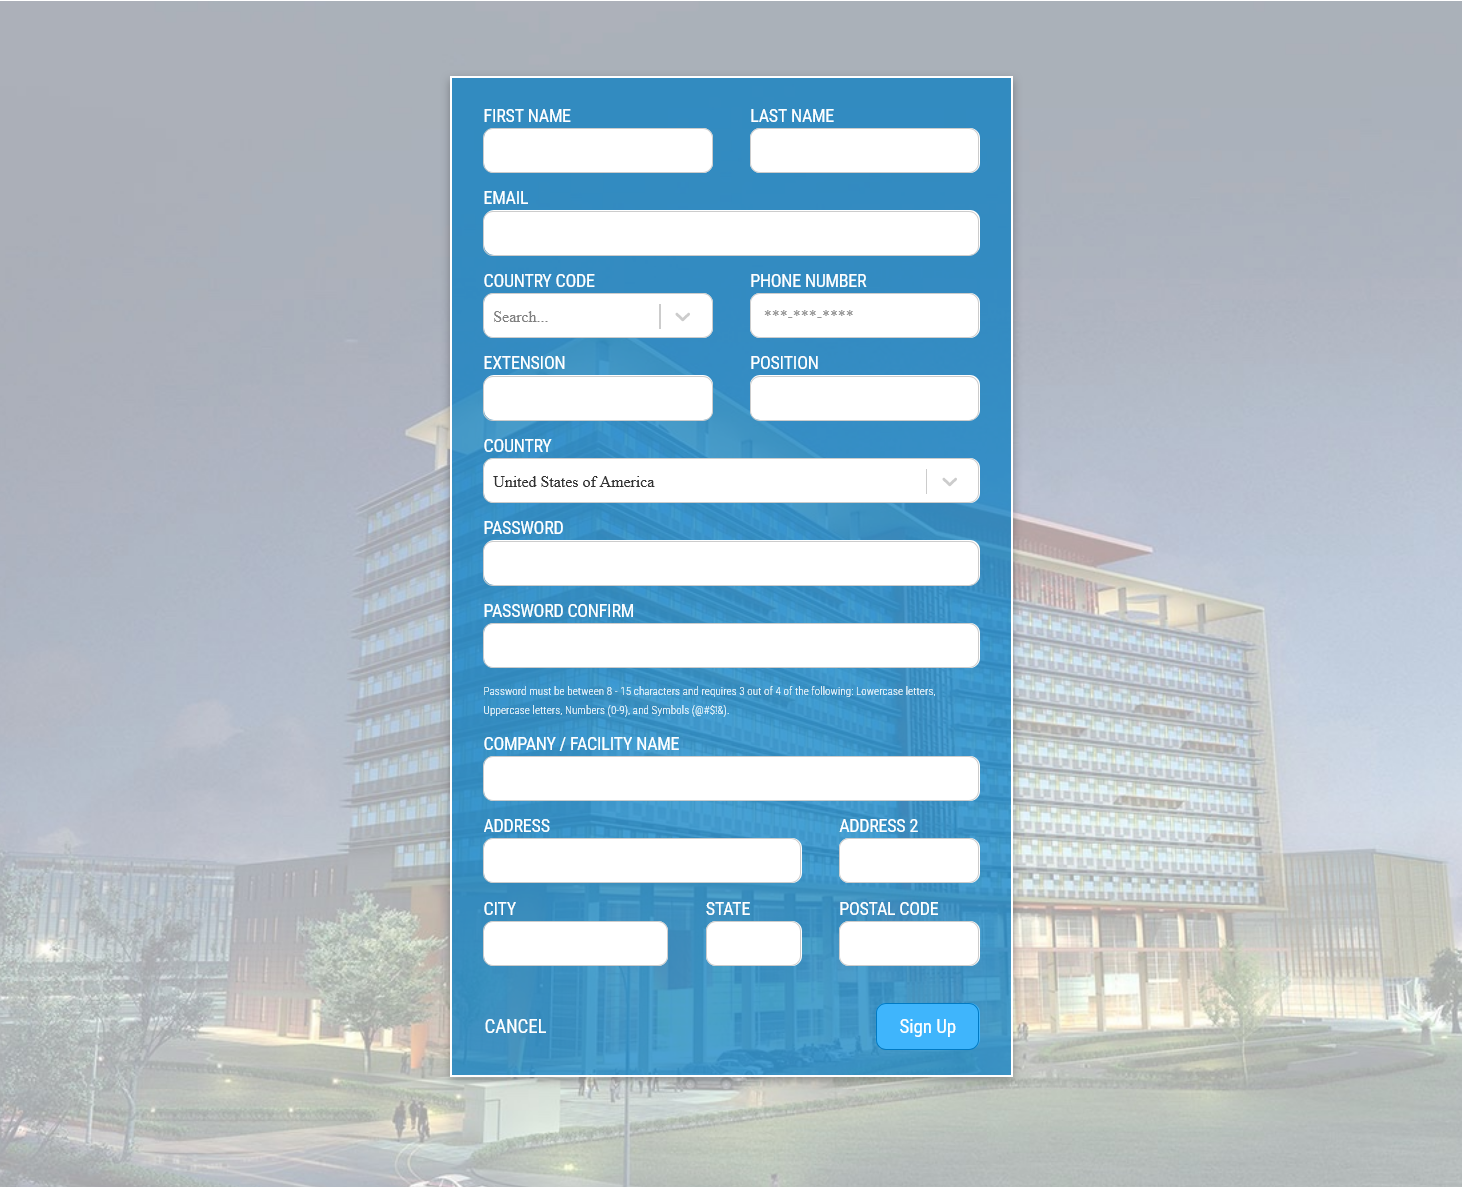 FIRST NAME
LAST NAME
EMAIL
COUNTRY CODE
PHONE NUMBER
Search...
***-***-****
EXTENSION
POSITION
COUNTRY
United States of America
PASSWORD
PASSWORD CONFIRM
Password must be between 8 - 15 characters and requires 3 out of 4 of the following: Lowercase letters,
Uppercase letters, Numbers (0-9), and Symbols (@#$!&).
COMPANY / FACILITY NAME
ADDRESS
ADDRESS 2
CITY
STATE
POSTAL CODE
CANCEL
Sign Up